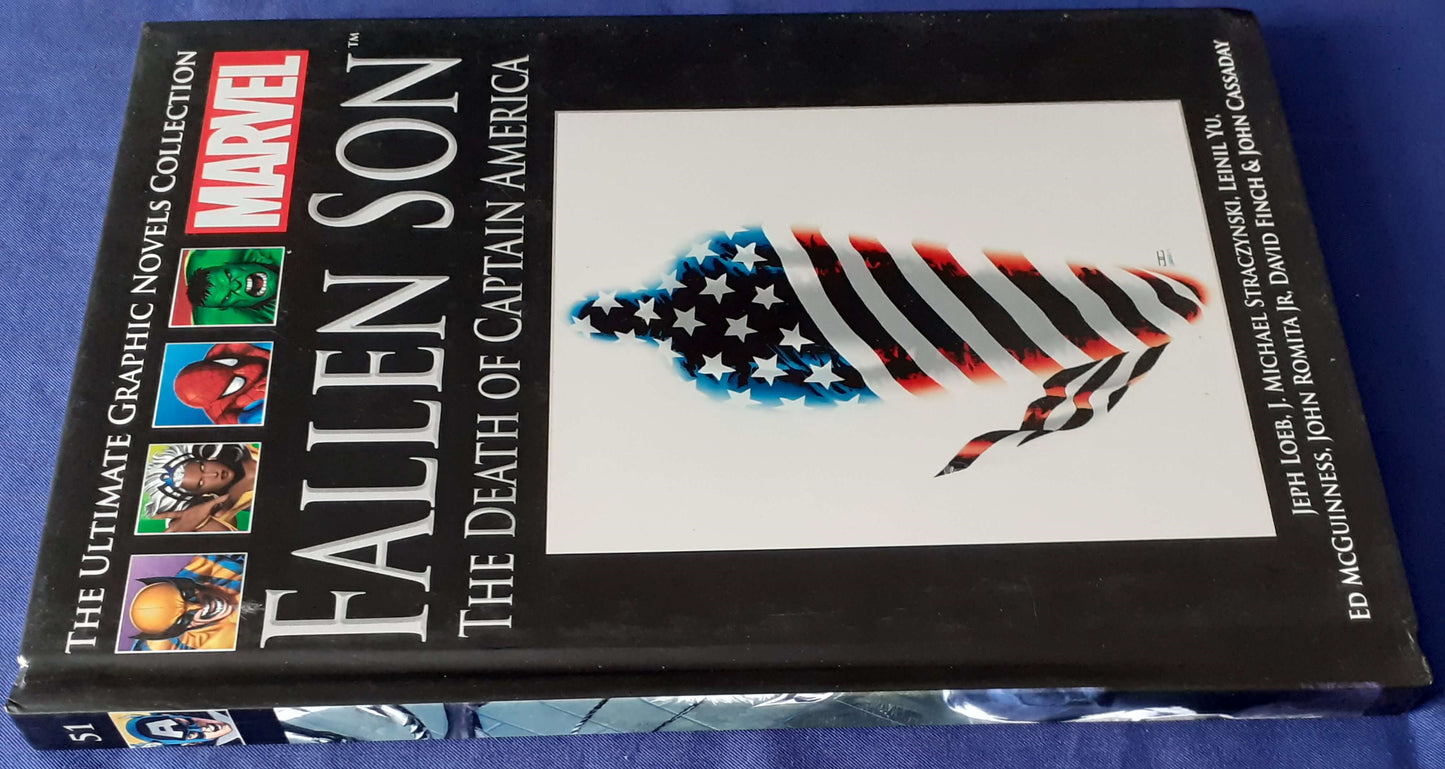 THE ULTIMATE GRAPHIC NOVELS COLLECTION
MARVEL
FALLEN SON™
THE DEATH OF CAPTAIN AMERICA
JEPH LOEB, J. MICHAEL STRACZYNSKI, LEINIL YU,
ED MCGUINNESS, JOHN ROMITA JR, DAVID FINCH & JOHN CASSADAY
51
A